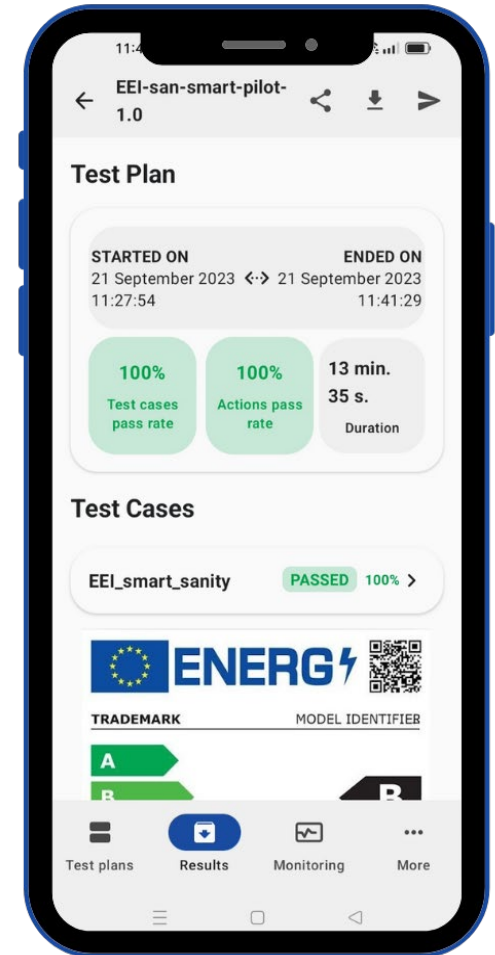 11:4
EEI-san-smart-pilot-
1.0
Test Plan
STARTED ON
ENDED ON
21 September 2023
21 September 2023
11:27:54
11:41:29
100%
Test cases
pass rate
100%
Actions pass
rate
13 min.
35 s.
Duration
Test Cases
EEI_smart_sanity
PASSED
100%
ENERG
TRADEMARK
MODEL IDENTIFIER
A
B
B
Test plans
Results
Monitoring
More